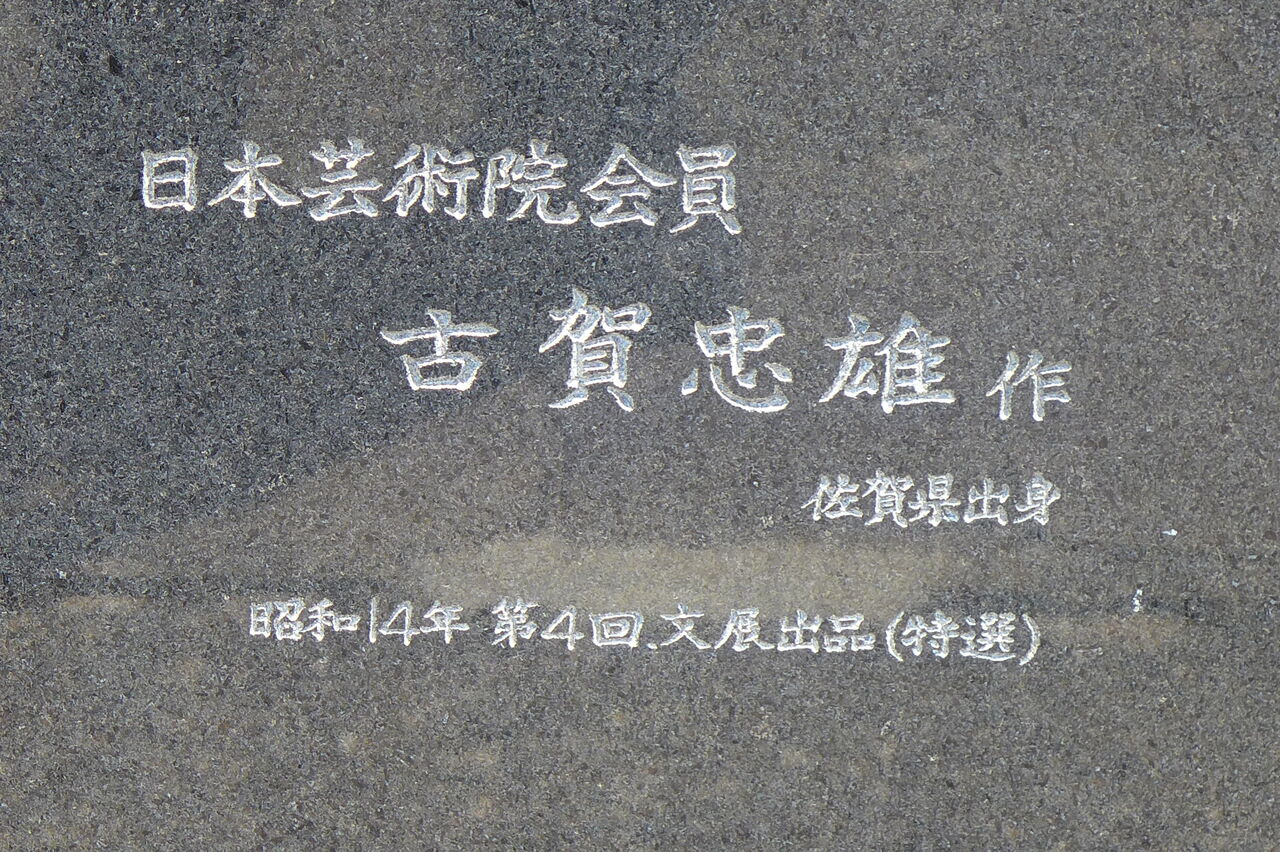 日本芸術院会員
古賀忠雄作
佐賀県出身
昭和14年 第4回.文展出品(特選)